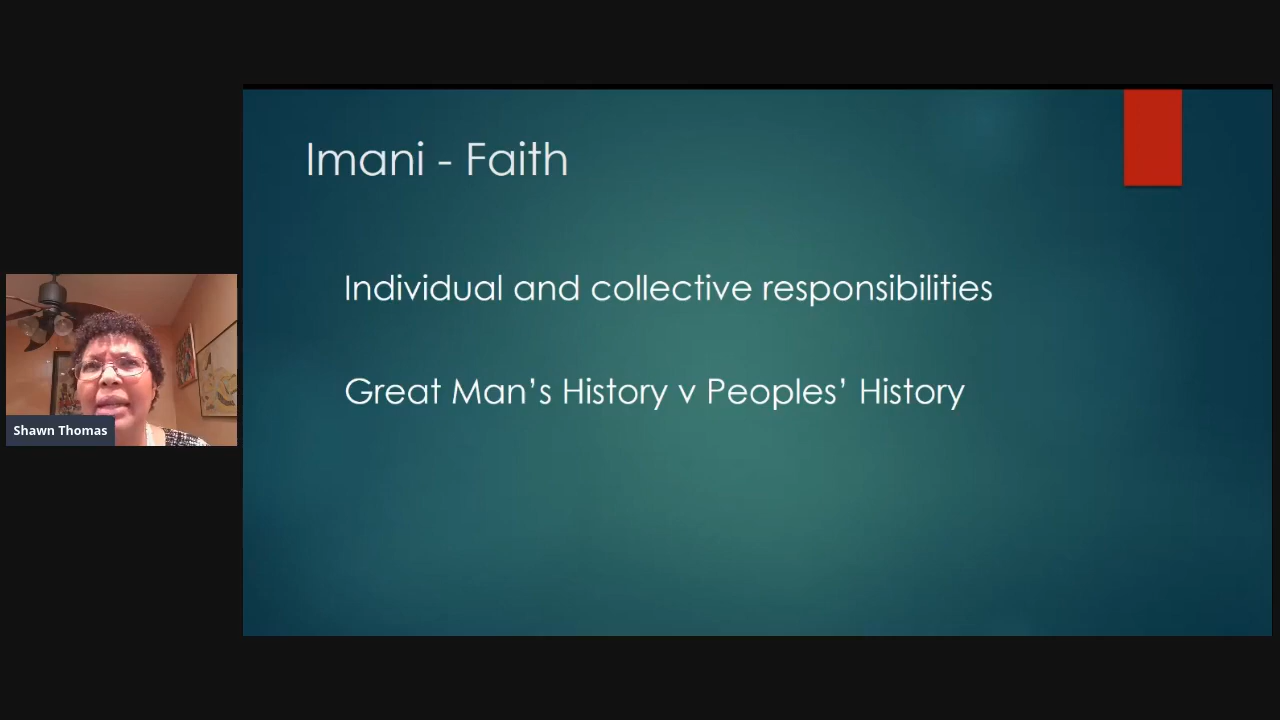 Imani - Faith
Individual and collective responsibilities
Great Man’s History v Peoples’ History
Shawn Thomas